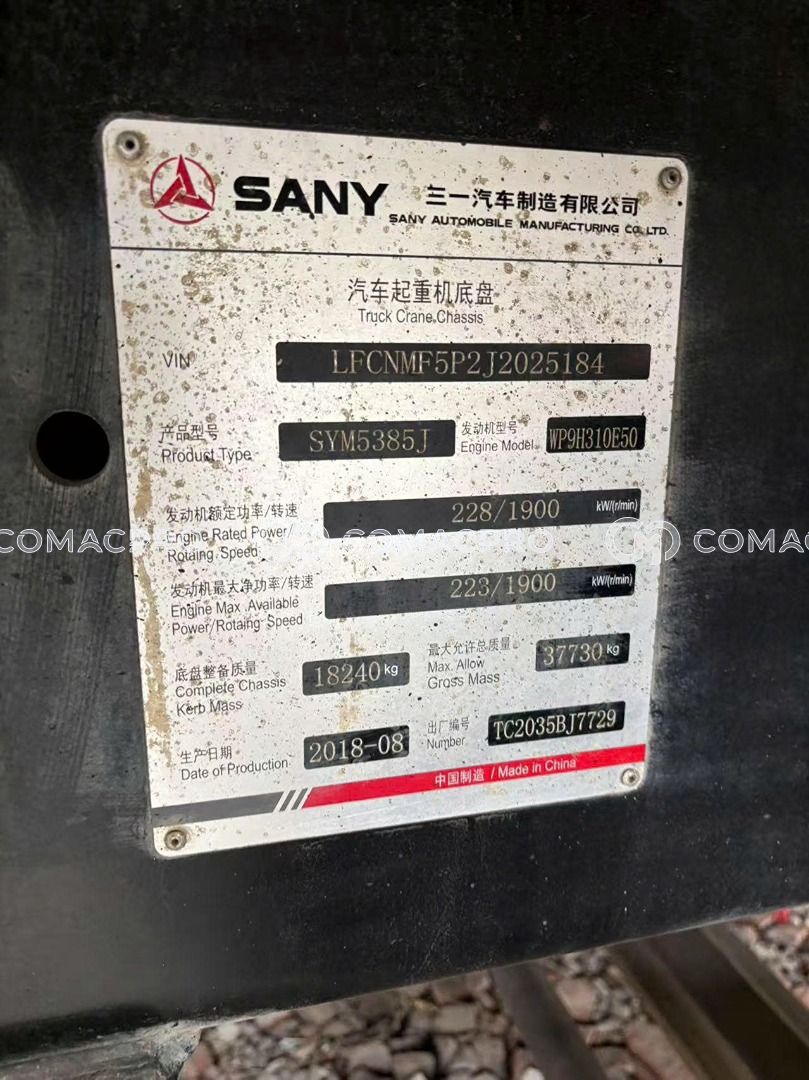 SANY 三一汽车制造有限公司
SANY AUTOMOBILE MANUFACTURING CO., LTD.
汽车起重机底盘
Truck Crane Chassis
VIN LFCNMF5P2J2025184
产品型号 SYM5385J 发动机型号 WP9H310E50
Product Type Engine Model
发动机额定功率/转速 228/1900 kW/(r/min)
Engine Rated Power/
Rotaing Speed
COMACPRO COMACPRO COMAC
发动机最大净功率/转速 223/1900 kW/(r/min)
Engine Max. Available
Power/Rotaing Speed
底盘整备质量 18240 kg 最大允许总质量 37730 kg
Complete Chassis Max. Allow
Kerb Mass Gross Mass
生产日期 2018-08 出厂编号 TC2035BJ7729
Date of Production Number
中国制造 / Made in China